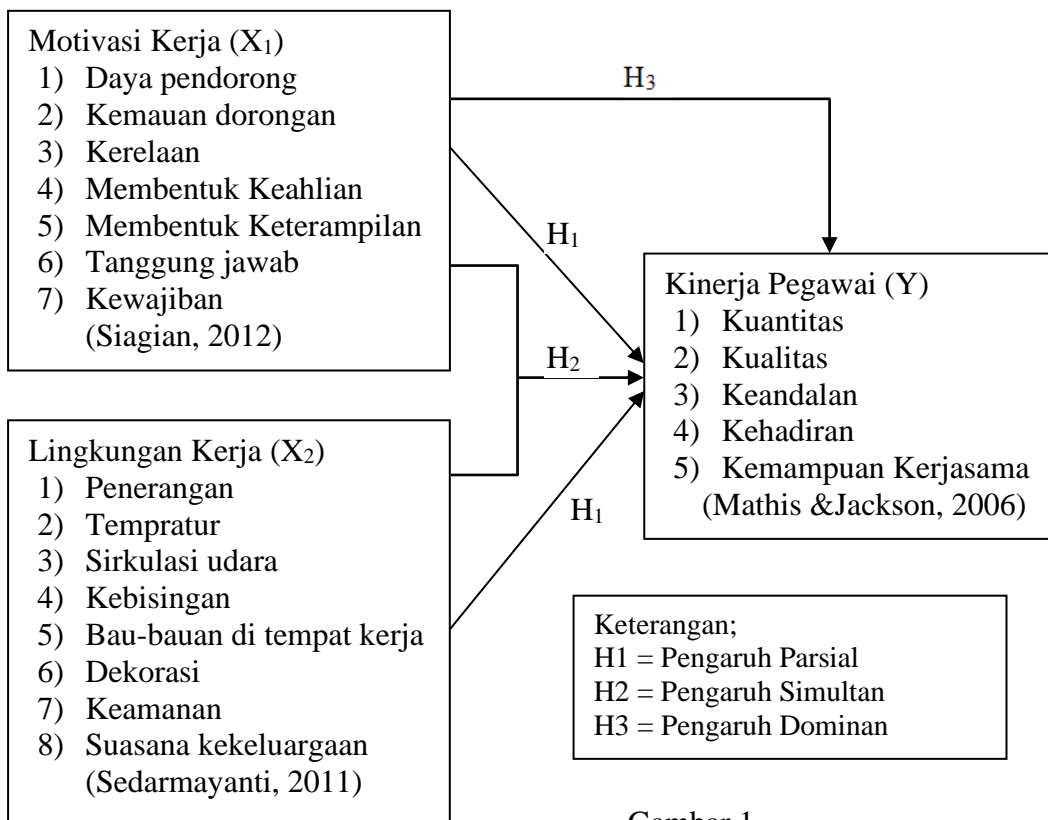 Motivasi Kerja (X₁)
1) Daya pendorong
2) Kemauan dorongan
3) Kerelaan
4) Membentuk Keahlian
5) Membentuk Keterampilan
6) Tanggung jawab
7) Kewajiban
(Siagian, 2012)
H₃
H₁
H₂
Kinerja Pegawai (Y)
1) Kuantitas
2) Kualitas
3) Keandalan
4) Kehadiran
5) Kemampuan Kerjasama
(Mathis &Jackson, 2006)
Lingkungan Kerja (X₂)
1) Penerangan
2) Tempratur
3) Sirkulasi udara
4) Kebisingan
5) Bau-bauan di tempat kerja
6) Dekorasi
7) Keamanan
8) Suasana kekeluargaan
(Sedarmayanti, 2011)
H₁
Keterangan;
H1 = Pengaruh Parsial
H2 = Pengaruh Simultan
H3 = Pengaruh Dominan
Gambar 1